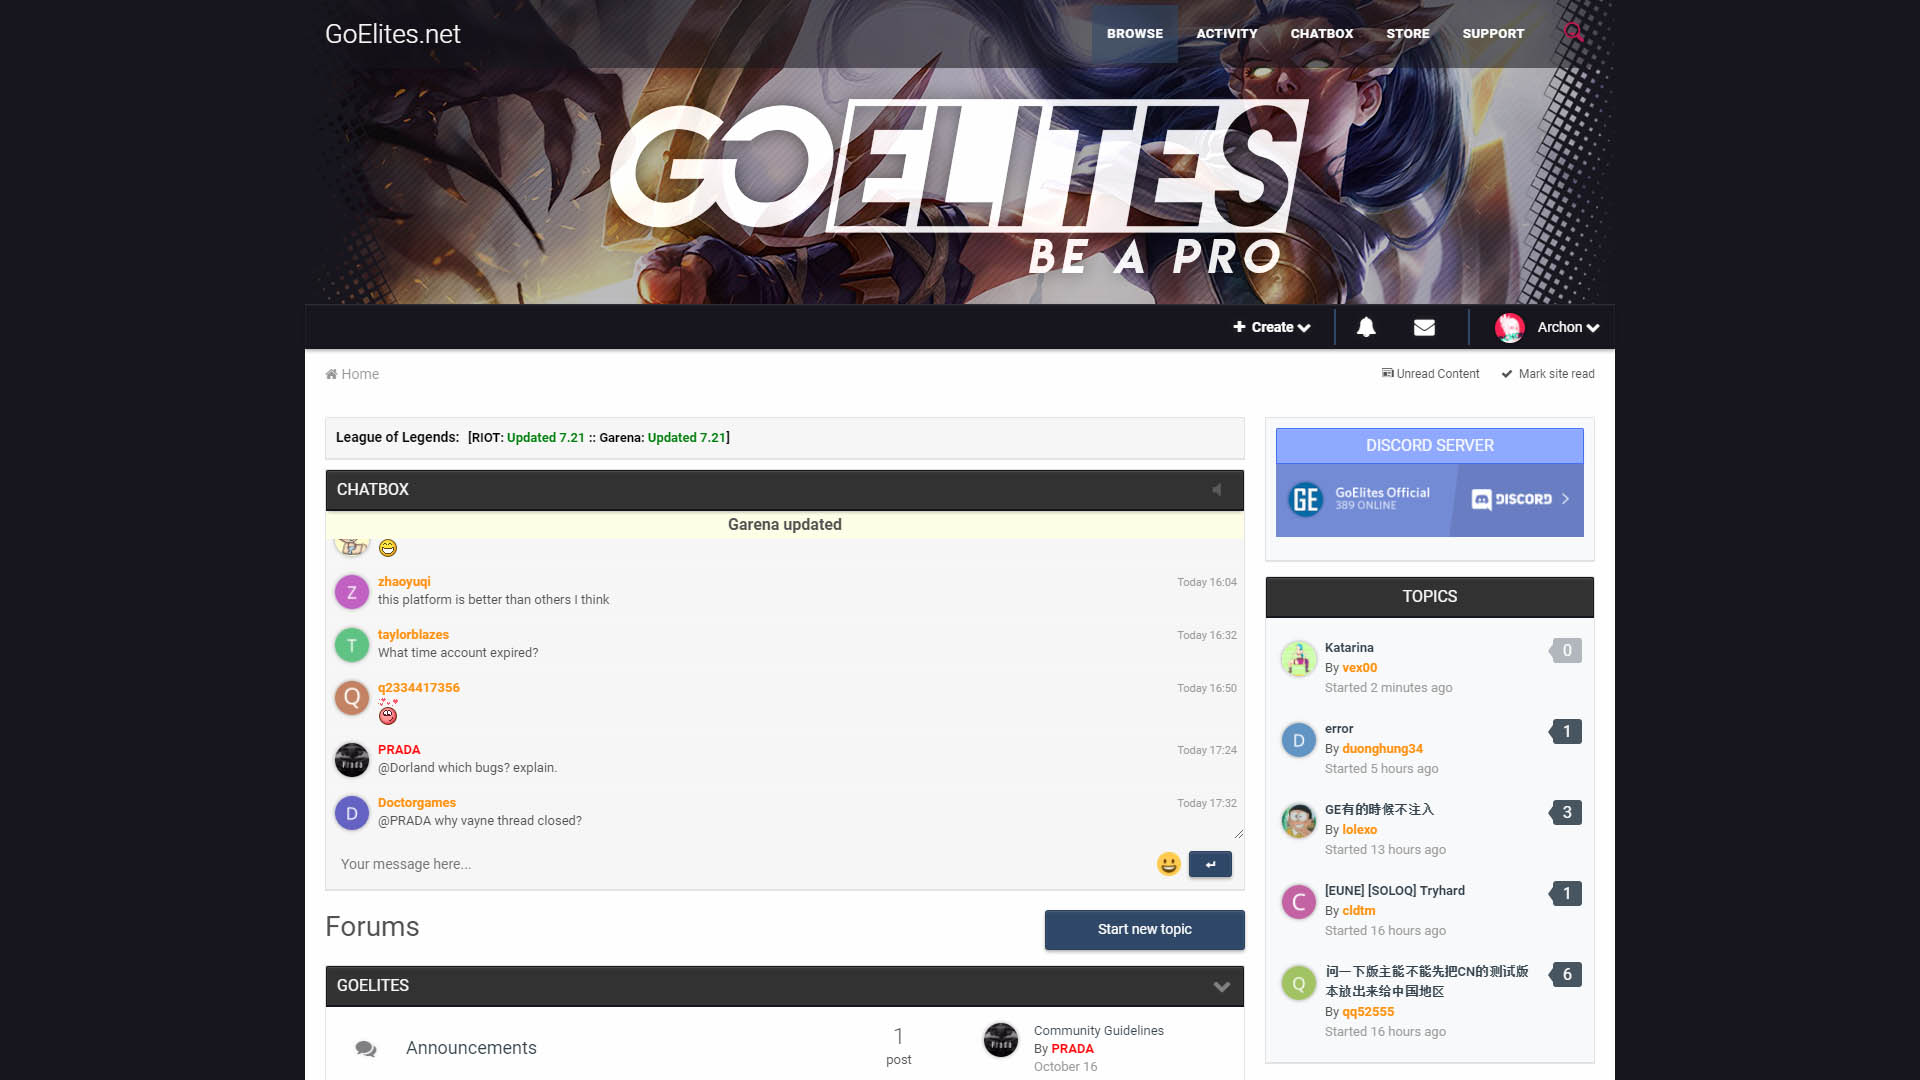 GoElites.net
BROWSE
ACTIVITY
CHATBOX
STORE
SUPPORT
GOELITES
BE A PRO
Create
Archon
Home
Unread Content
Mark site read
League of Legends: [RIOT: Updated 7.21 :: Garena: Updated 7.21]
CHATBOX
Garena updated
Z
zhaoyuqi
Today 16:04
this platform is better than others I think
T
taylorblazes
Today 16:32
What time account expired?
Q
q2334417356
Today 16:50
PRADA
Today 17:24
Prada
@Dorland which bugs? explain.
D
Doctorgames
Today 17:32
@PRADA why vayne thread closed?
Your message here...
Forums
Start new topic
GOELITES
Announcements
1
post
Prada
Community Guidelines
By PRADA
October 16
DISCORD SERVER
GE
GoElites Official
389 ONLINE
DISCORD
TOPICS
Katarina
0
By vex00
Started 2 minutes ago
D
error
1
By duonghung34
Started 5 hours ago
GE有的時候不注入
3
By lolexo
Started 13 hours ago
C
[EUNE] [SOLOQ] Tryhard
1
By cldtm
Started 16 hours ago
Q
问一下版主能不能先把CN的测试版
本放出来给中国地区
6
By qq52555
Started 16 hours ago